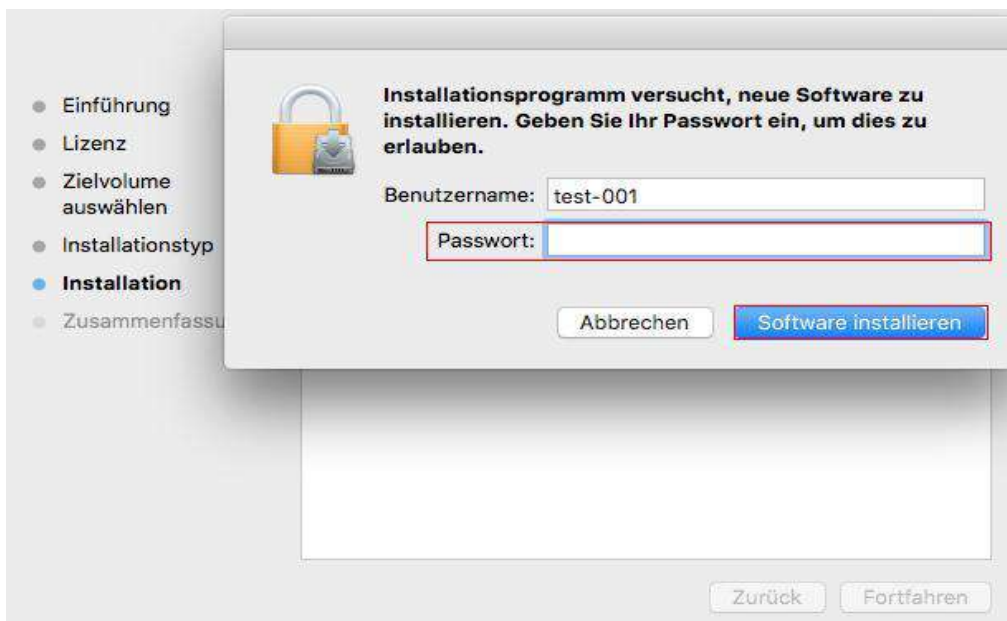 Einführung
Lizenz
Zielvolume
auswählen
Installationstyp
Installation
Zusammenfassu
Installationsprogramm versucht, neue Software zu
installieren. Geben Sie Ihr Passwort ein, um dies zu
erlauben.
Benutzername: test-001
Passwort:
Abbrechen Software installieren
Zurück Fortfahren